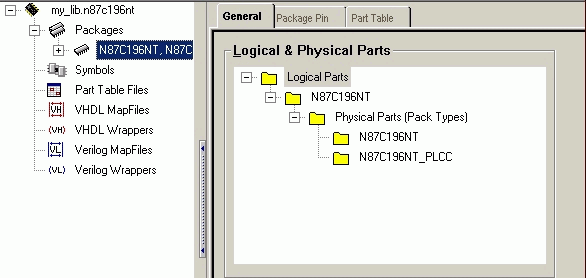 my_lib.n87c196nt
Packages
N87C196NT, N87C
Symbols
Part Table Files
VHDL MapFiles
VHDL Wrappers
Verilog MapFiles
Verilog Wrappers
General
Package Pin
Part Table
Logical & Physical Parts
Logical Parts
N87C196NT
Physical Parts (Pack Types)
N87C196NT
N87C196NT_PLCC